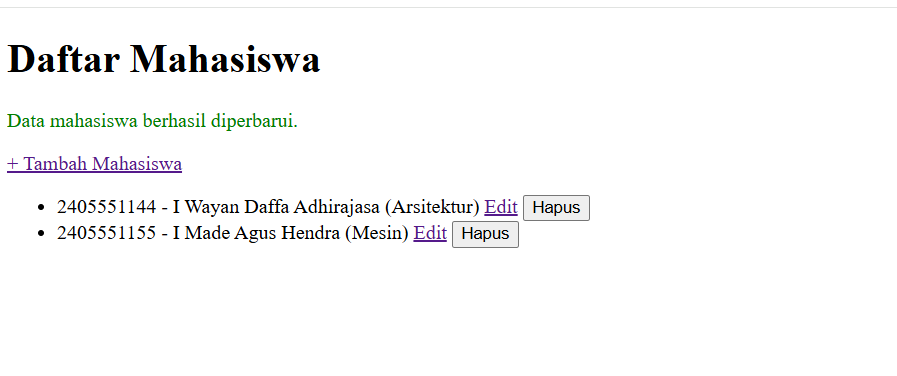 Daftar Mahasiswa
Data mahasiswa berhasil diperbarui.
+ Tambah Mahasiswa
• 2405551144 - I Wayan Daffa Adhirajasa (Arsitektur) Edit Hapus
• 2405551155 - I Made Agus Hendra (Mesin) Edit Hapus